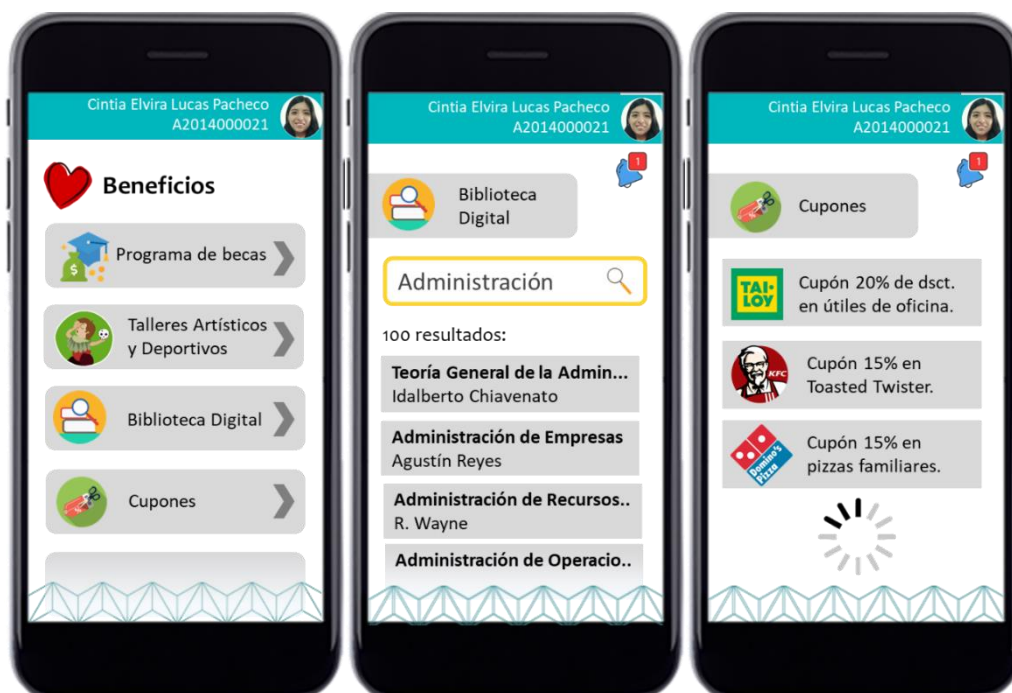 Cintia Elvira Lucas Pacheco
A2014000021
Beneficios
$
Programa de becas
Talleres Artísticos
y Deportivos
Biblioteca Digital
Cupones
Cintia Elvira Lucas Pacheco
A2014000021
1
Biblioteca
Digital
Administración
100 resultados:
Teoría General de la Admin...
Idalberto Chiavenato
Administración de Empresas
Agustín Reyes
Administración de Recursos..
R. Wayne
Administración de Operacio..
Cintia Elvira Lucas Pacheco
A2014000021
1
Cupones
TAI-
LOY
Cupón 20% de dsct.
en útiles de oficina.
KFC
Cupón 15% en
Toasted Twister.
Domino's
Pizza
Cupón 15% en
pizzas familiares.